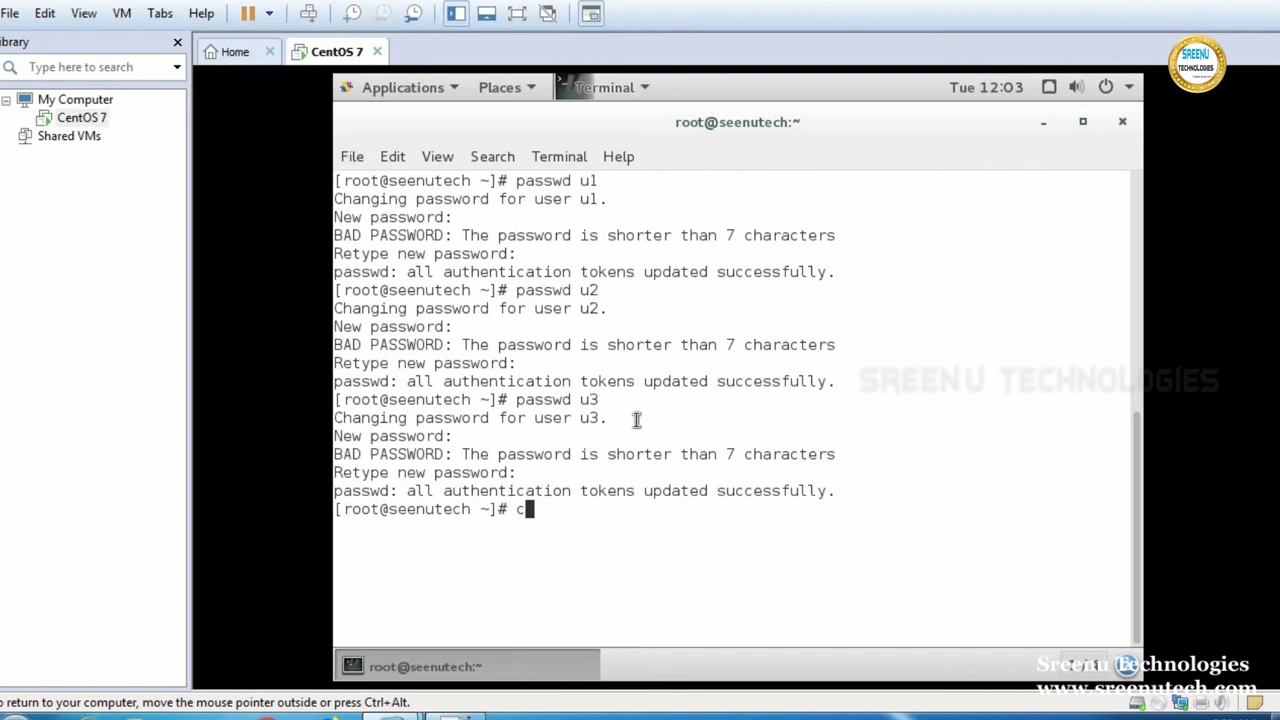 File Edit View VM Tabs Help
ibrary
Type here to search
My Computer
CentOS 7
Shared VMs
Home
CentOS 7
SREENU
TECHNOLOGIES
Applications Places Terminal Tue 12:03
root@seenutech:~
File Edit View Search Terminal Help
[root@seenutech ~]# passwd u1
Changing password for user u1.
New password:
BAD PASSWORD: The password is shorter than 7 characters
Retype new password:
passwd: all authentication tokens updated successfully.
[root@seenutech ~]# passwd u2
Changing password for user u2.
New password:
BAD PASSWORD: The password is shorter than 7 characters
Retype new password:
passwd: all authentication tokens updated successfully.
[root@seenutech ~]# passwd u3
Changing password for user u3.
New password:
BAD PASSWORD: The password is shorter than 7 characters
Retype new password:
passwd: all authentication tokens updated successfully.
[root@seenutech ~]# c
SREENU TECHNOLOGIES
root@seenutech:~
Sreenu Technologies
www.sreenutech.com
o return to your computer, move the mouse pointer outside or press Ctrl+Alt.